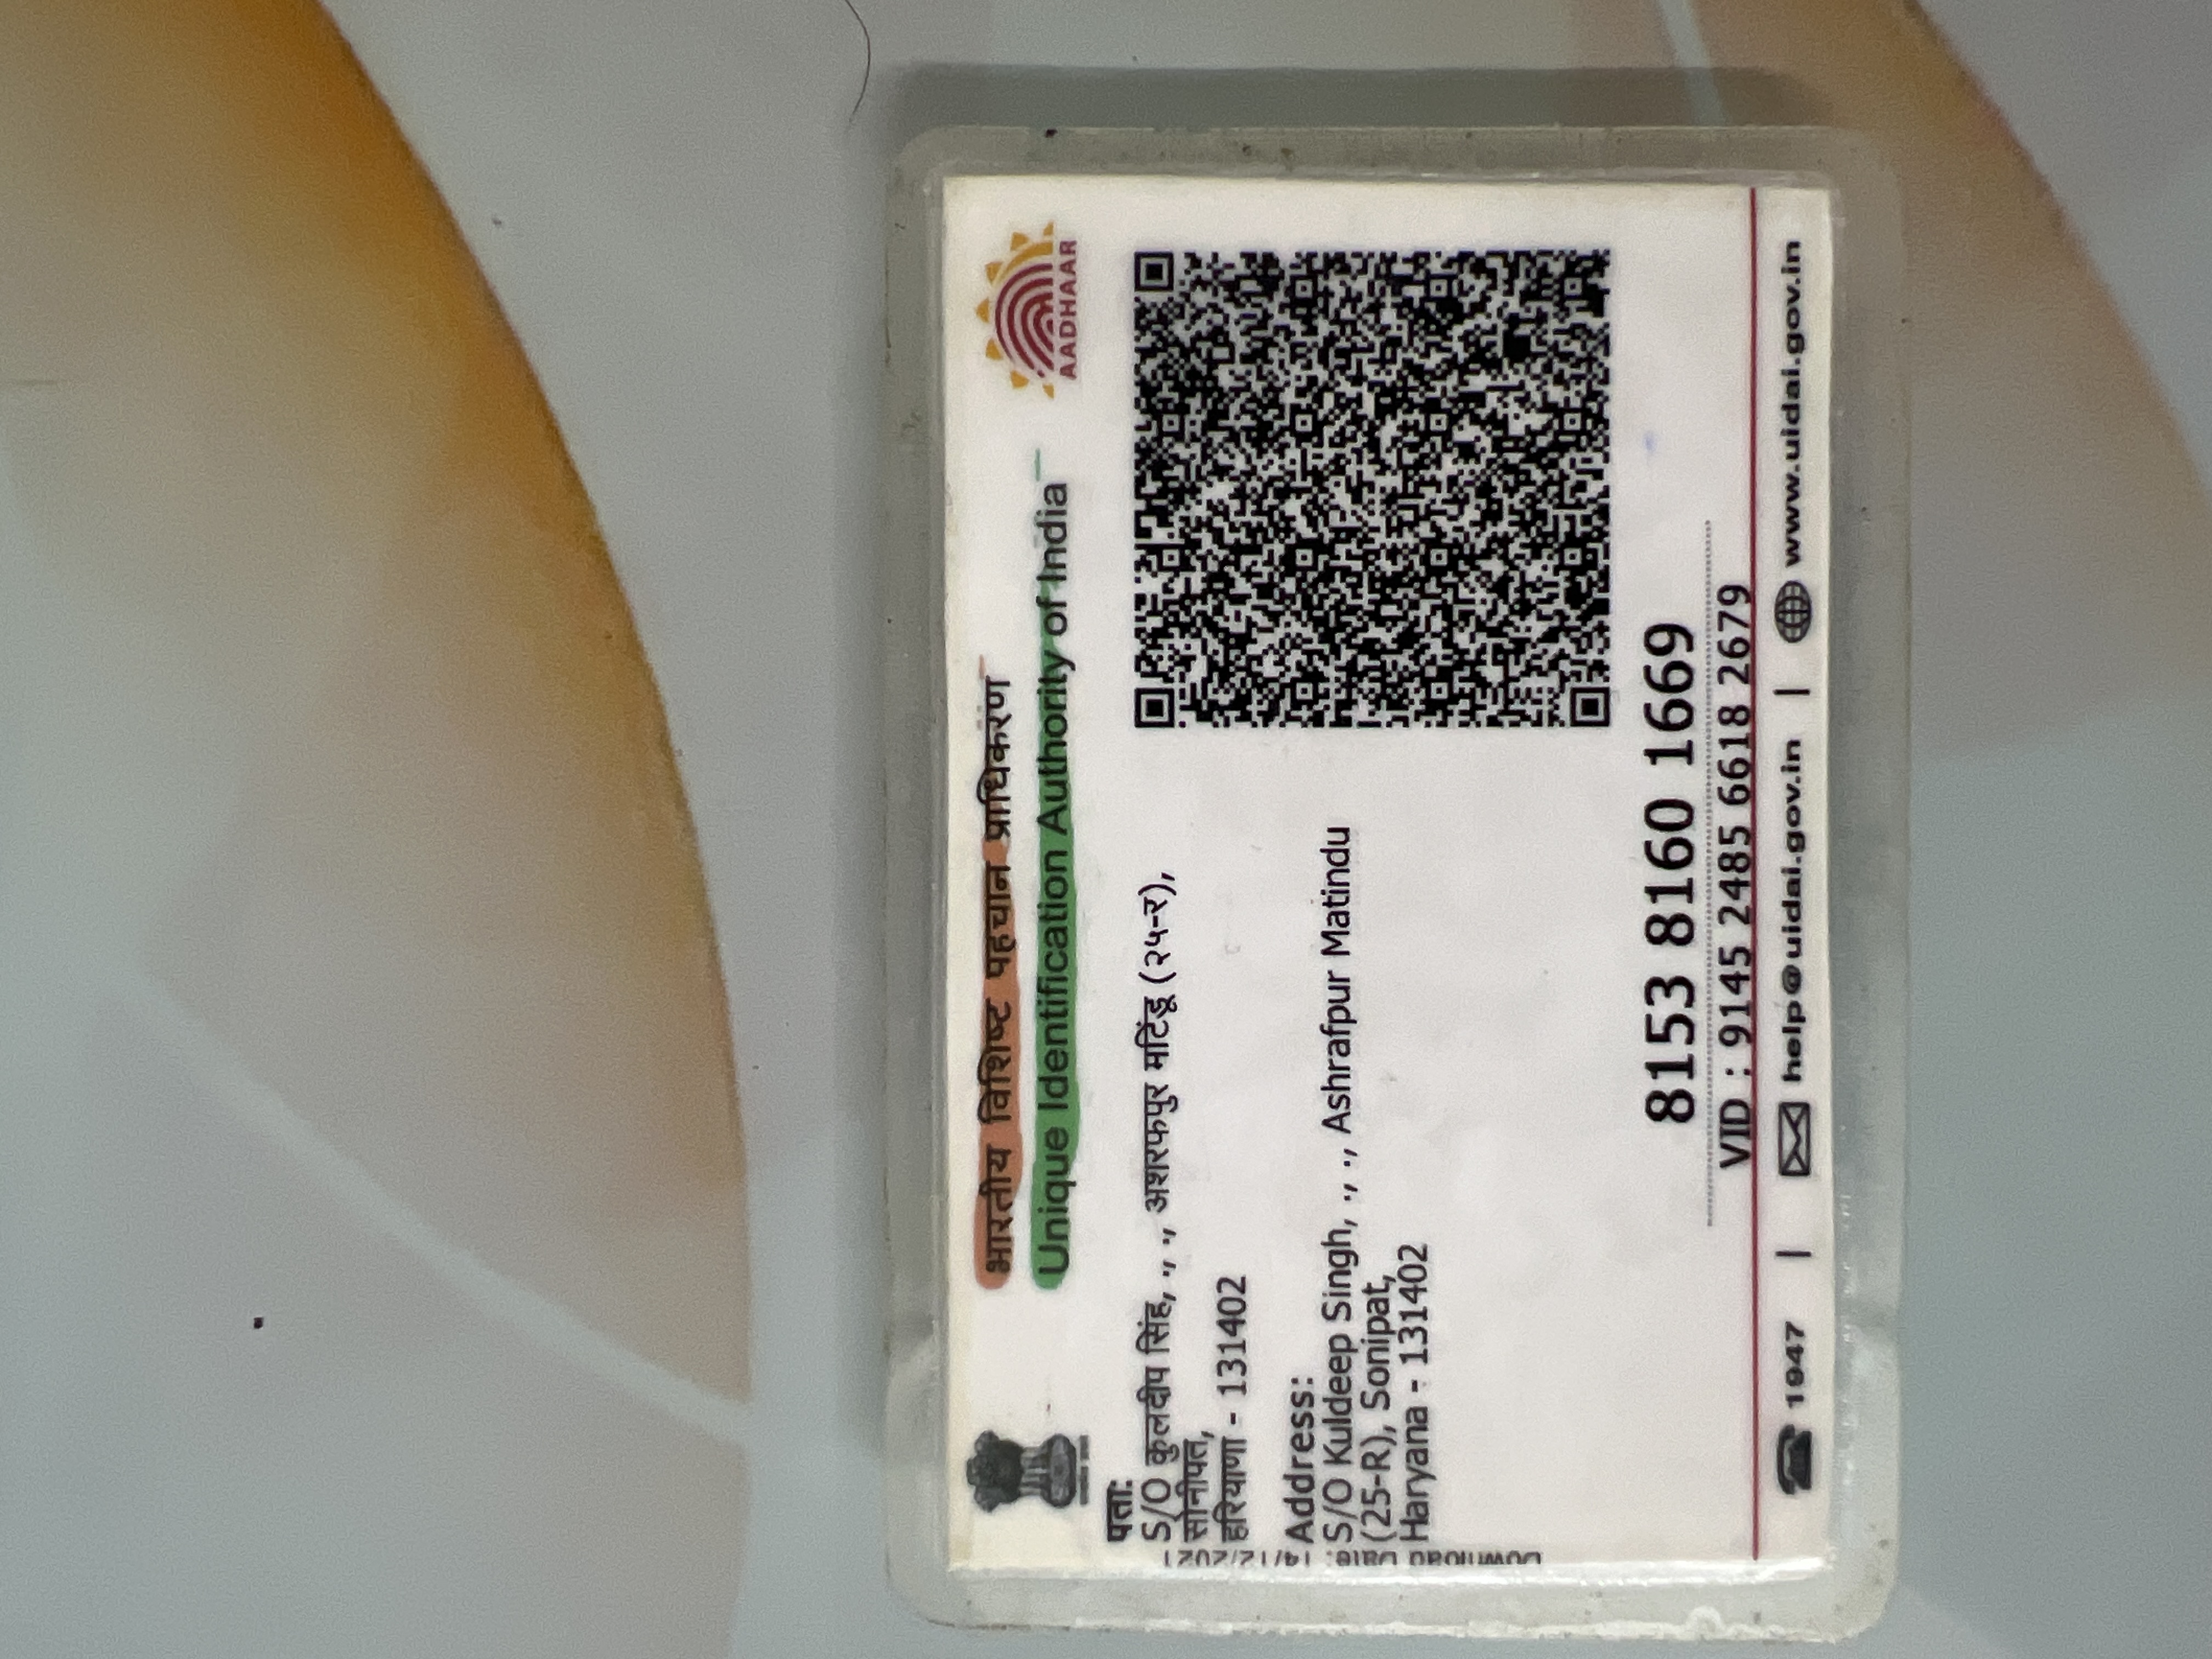 भारतीय विशिष्ट पहचान प्राधिकरण
Unique Identification Authority of India
AADHAAR
पता:
S/O कुलदीप सिंह, ., ., अशरफपुर मटिंडू (२५-र),
सोनीपत,
हरियाणा - 131402
Address:
S/O Kuldeep Singh, ., ., Ashrafpur Matindu
(25-R), Sonipat,
Haryana - 131402
Download Date: 14/12/2021
8153 8160 1669
VID : 9145 2485 6618 2679
1947 | help@uidai.gov.in | www.uidai.gov.in